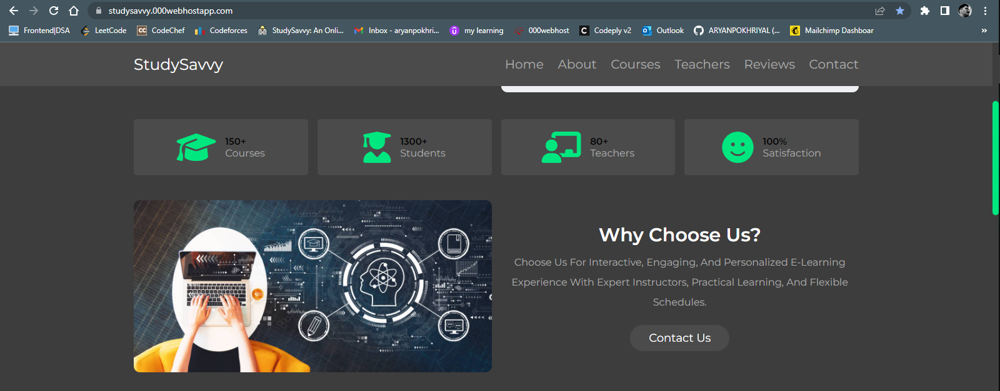 studysavvy.000webhostapp.com
Frontend|DSA LeetCode CodeChef Codeforces StudySavvy: An Onli... Inbox - aryanpokhri... my learning 000webhost Codeply v2 Outlook ARYANPOKHRIYAL (... Mailchimp Dashboar »
StudySavvy Home About Courses Teachers Reviews Contact
150+
Courses
1300+
Students
80+
Teachers
100%
Satisfaction
Why Choose Us?
Choose Us For Interactive, Engaging, And Personalized E-Learning
Experience With Expert Instructors, Practical Learning, And Flexible
Schedules.
Contact Us